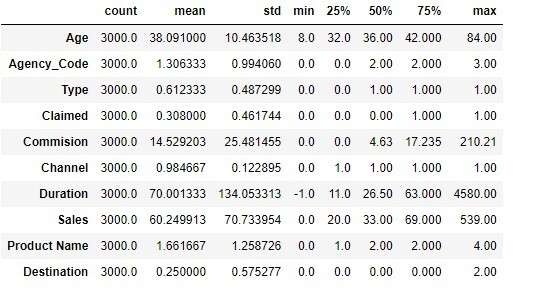 count mean std min 25% 50% 75% max
Age 3000.0 38.091000 10.463518 8.0 32.0 36.00 42.000 84.00
Agency_Code 3000.0 1.306333 0.994060 0.0 0.0 2.00 2.000 3.00
Type 3000.0 0.612333 0.487299 0.0 0.0 1.00 1.000 1.00
Claimed 3000.0 0.308000 0.461744 0.0 0.0 0.00 1.000 1.00
Commision 3000.0 14.529203 25.481455 0.0 0.0 4.63 17.235 210.21
Channel 3000.0 0.984667 0.122895 0.0 1.0 1.00 1.000 1.00
Duration 3000.0 70.001333 134.053313 -1.0 11.0 26.50 63.000 4580.00
Sales 3000.0 60.249913 70.733954 0.0 20.0 33.00 69.000 539.00
Product Name 3000.0 1.661667 1.258726 0.0 1.0 2.00 2.000 4.00
Destination 3000.0 0.250000 0.575277 0.0 0.0 0.00 0.000 2.00